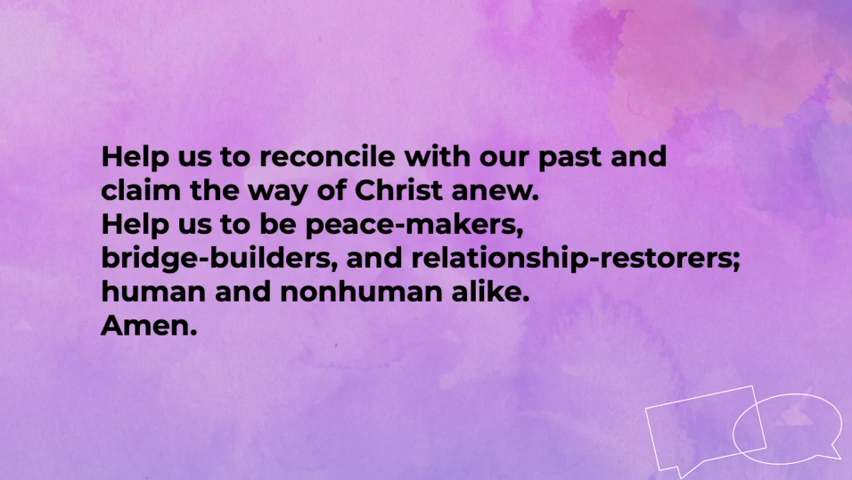 Help us to reconcile with our past and
claim the way of Christ anew.
Help us to be peace-makers,
bridge-builders, and relationship-restorers;
human and nonhuman alike.
Amen.